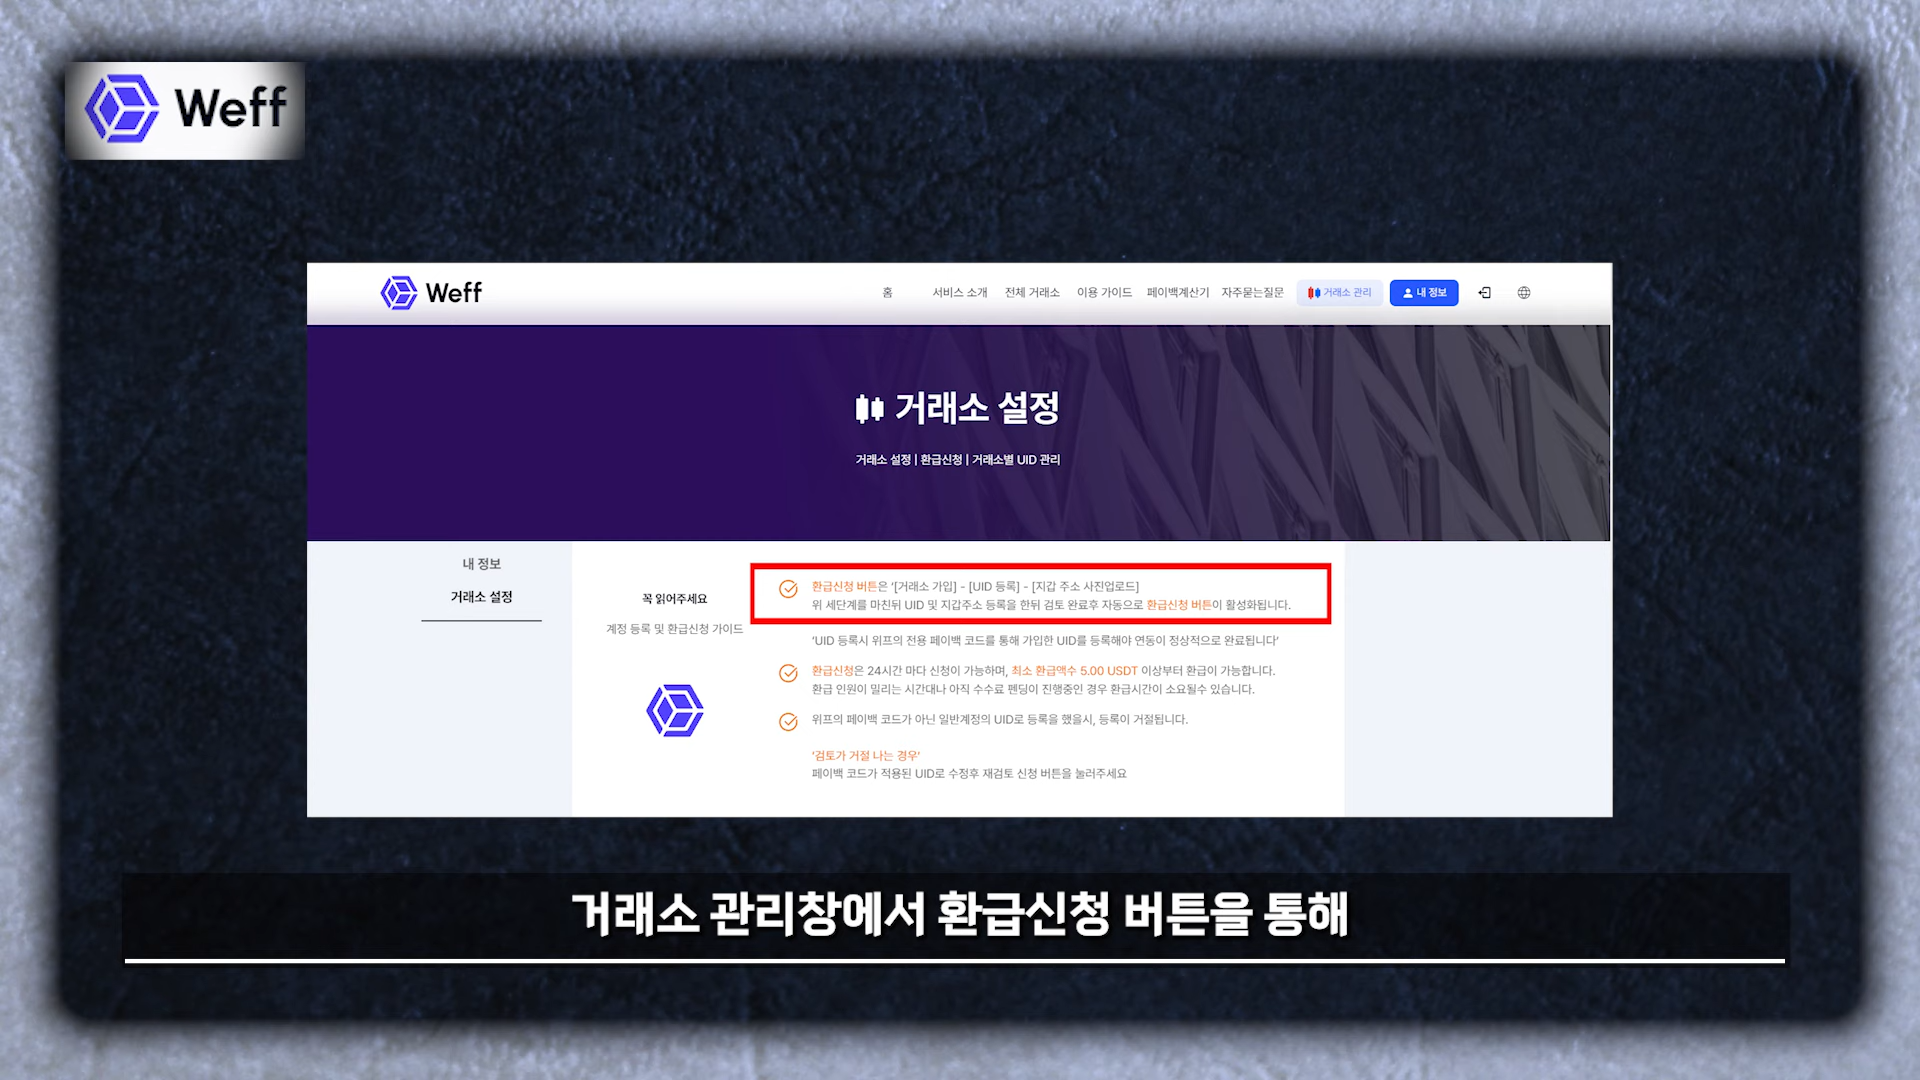 Weff
Weff
홈 서비스 소개 전체 거래소 이용 가이드 페이백계산기 자주묻는질문 거래소 관리 내 정보
거래소 설정
거래소 설정 | 환급신청 | 거래소별 UID 관리
내 정보
거래소 설정
꼭 읽어주세요
계정 등록 및 환급신청 가이드
환급신청 버튼은 '[거래소 가입] - [UID 등록] - [지갑 주소 사진업로드]
위 세단계를 마친뒤 UID 및 지갑주소 등록을 한뒤 검토 완료후 자동으로 환급신청 버튼이 활성화됩니다.
'UID 등록시 위프의 전용 페이백 코드를 통해 가입한 UID를 등록해야 연동이 정상적으로 완료됩니다'
환급신청은 24시간 마다 신청이 가능하며, 최소 환급액수 5.00 USDT 이상부터 환급이 가능합니다.
환급 인원이 밀리는 시간대나 아직 수수료 펜딩이 진행중인 경우 환급시간이 소요될수 있습니다.
위프의 페이백 코드가 아닌 일반계정의 UID로 등록을 했을시, 등록이 거절됩니다.
'검토가 거절 나는 경우'
페이백 코드가 적용된 UID로 수정후 재검토 신청 버튼을 눌러주세요
거래소 관리창에서 환급신청 버튼을 통해